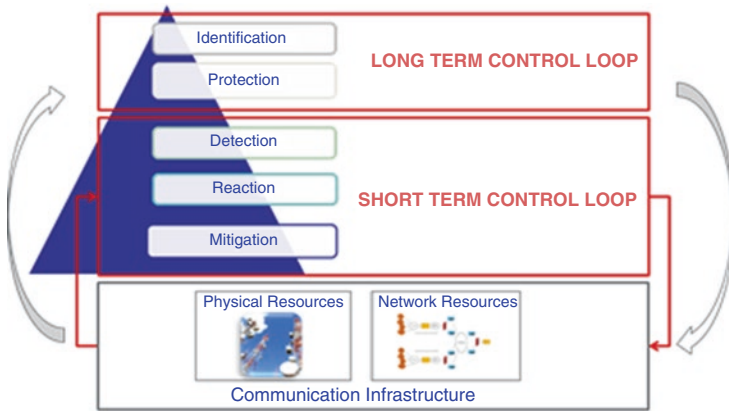 Identification
LONG TERM CONTROL LOOP
Protection
Detection
Reaction
SHORT TERM CONTROL LOOP
Mitigation
Physical Resources
Network Resources
Communication Infrastructure